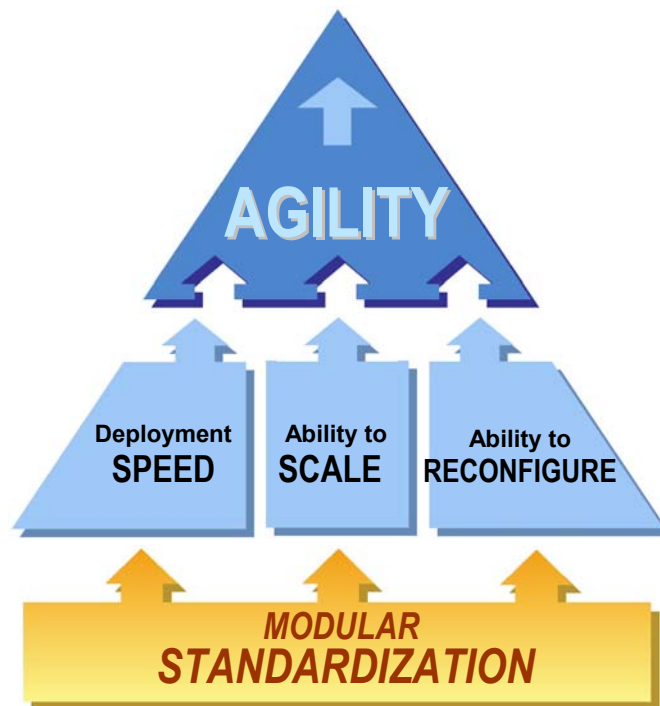 AGILITY
Deployment
SPEED
Ability to
SCALE
Ability to
RECONFIGURE
MODULAR
STANDARDIZATION